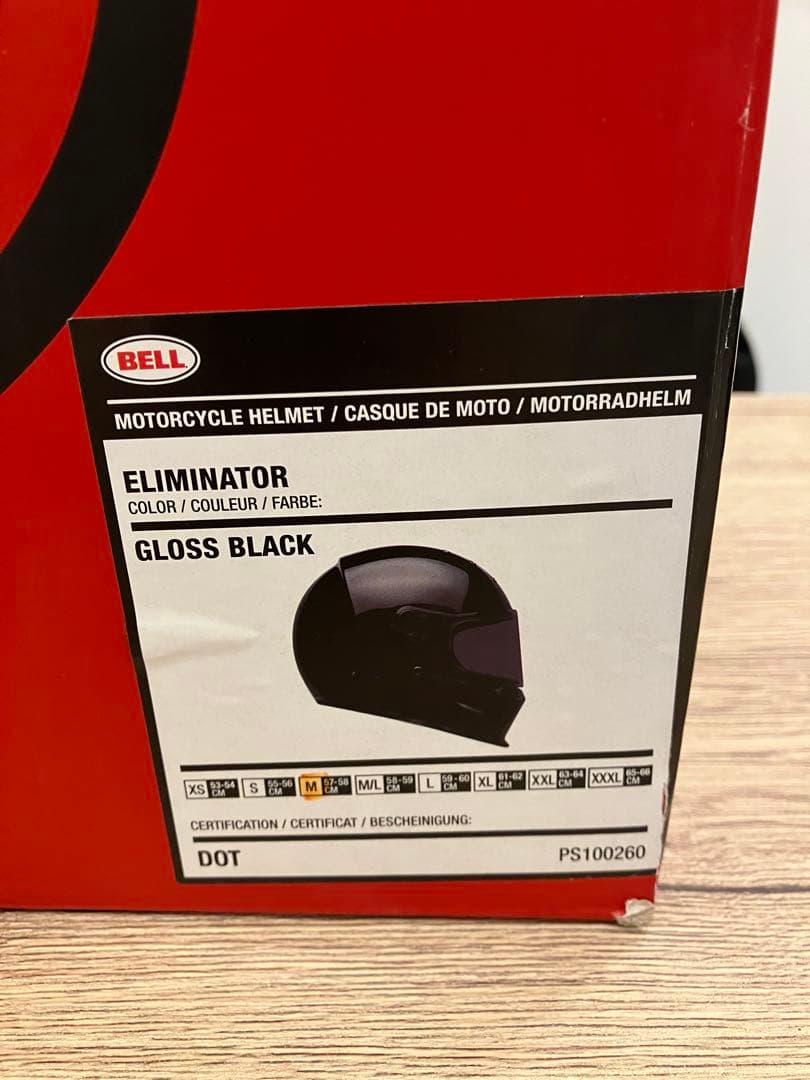 BELL
MOTORCYCLE HELMET / CASQUE DE MOTO / MOTORRADHELM
ELIMINATOR
COLOR / COULEUR / FARBE:
GLOSS BLACK
XS 53-54 CM S 55-56 CM M 57-58 CM M/L 58-59 CM L 59-60 CM XL 61-62 CM XXL 63-64 CM XXXL 65-66 CM
CERTIFICATION / CERTIFICAT / BESCHEINIGUNG:
DOT PS100260